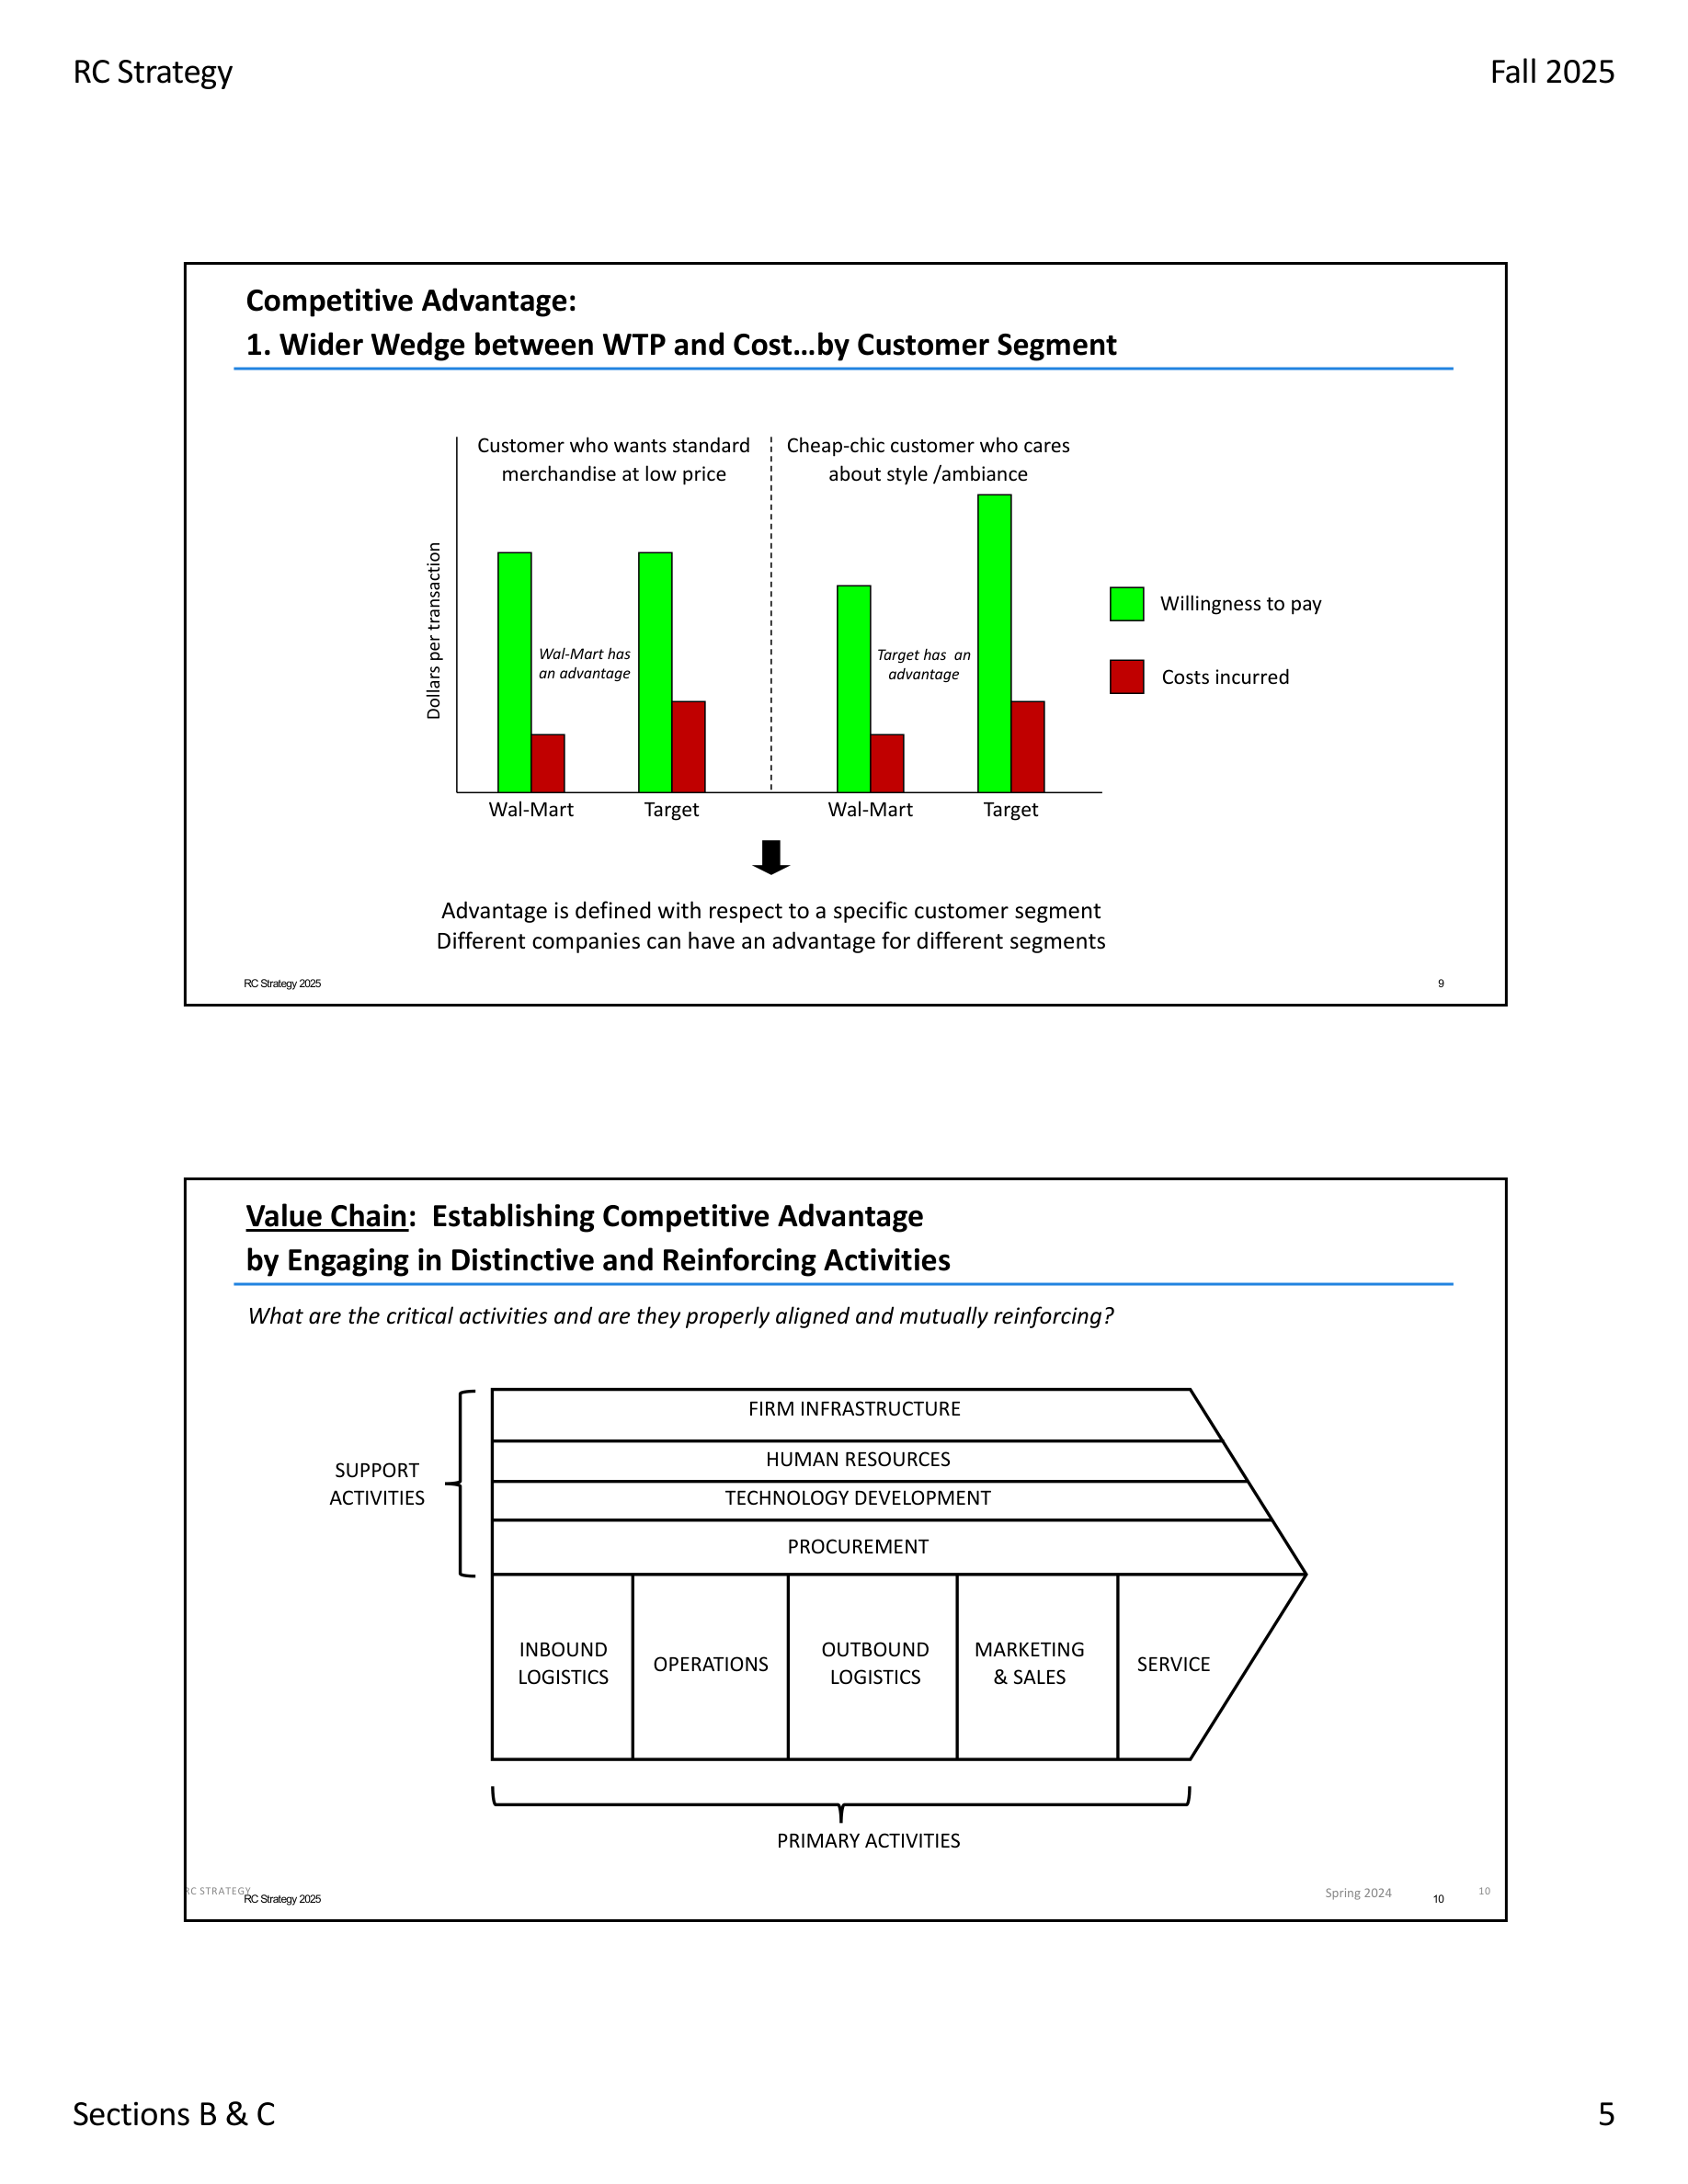 RC Strategy
Fall 2025
Competitive Advantage:
1. Wider Wedge between WTP and Cost…by Customer Segment
Customer who wants standard
merchandise at low price
Cheap-chic customer who cares
about style /ambiance
Dollars per transaction
Wal-Mart has
an advantage
Target has  an
advantage
Willingness to pay
Costs incurred
Wal-Mart
Target
Wal-Mart
Target
Advantage is defined with respect to a specific customer segment
Different companies can have an advantage for different segments
RC Strategy 2025
9
Value Chain:  Establishing Competitive Advantage
by Engaging in Distinctive and Reinforcing Activities
What are the critical activities and are they properly aligned and mutually reinforcing?
SUPPORT
ACTIVITIES
FIRM INFRASTRUCTURE
HUMAN RESOURCES
TECHNOLOGY DEVELOPMENT
PROCUREMENT
INBOUND
LOGISTICS
OPERATIONS
OUTBOUND
LOGISTICS
MARKETING
& SALES
SERVICE
PRIMARY ACTIVITIES
RC STRATEGY
RC Strategy 2025
Spring 2024
10
10
Sections B & C
5